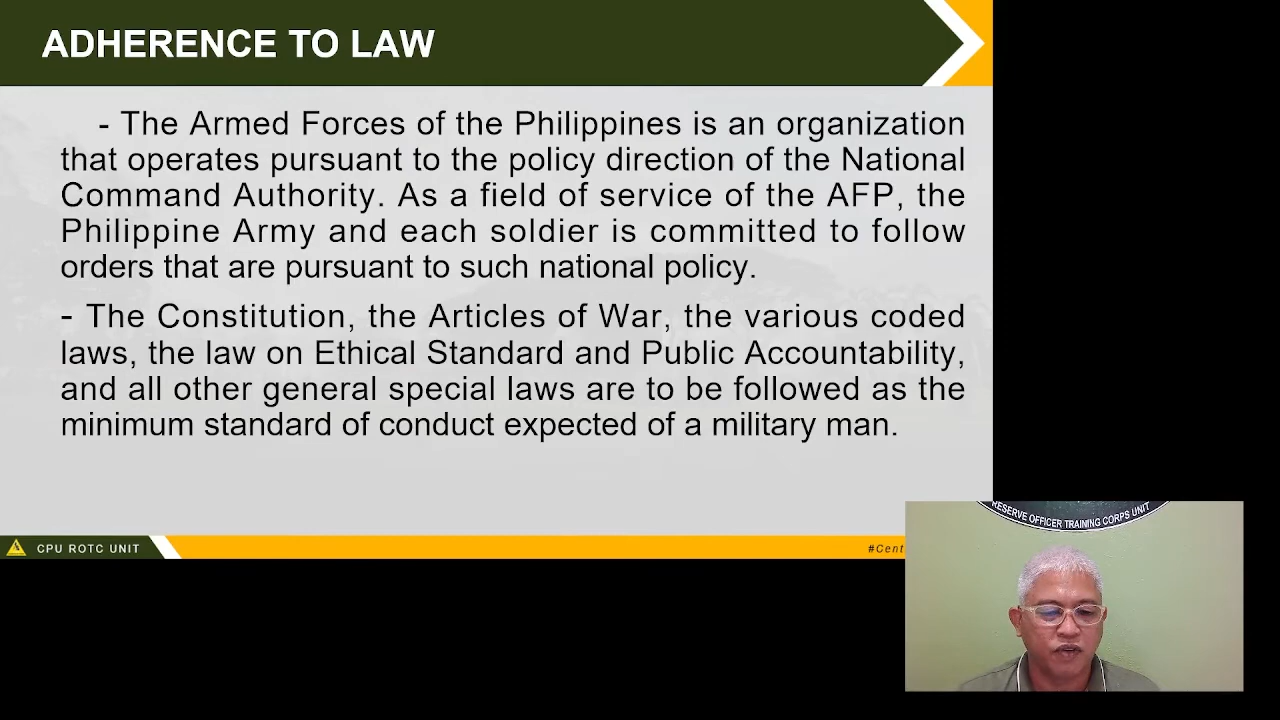 ADHERENCE TO LAW
- The Armed Forces of the Philippines is an organization
that operates pursuant to the policy direction of the National
Command Authority. As a field of service of the AFP, the
Philippine Army and each soldier is committed to follow
orders that are pursuant to such national policy.
- The Constitution, the Articles of War, the various coded
laws, the law on Ethical Standard and Public Accountability,
and all other general special laws are to be followed as the
minimum standard of conduct expected of a military man.
CPU ROTC UNIT
#Cent
RESERVE OFFICER TRAINING CORPS UNIT